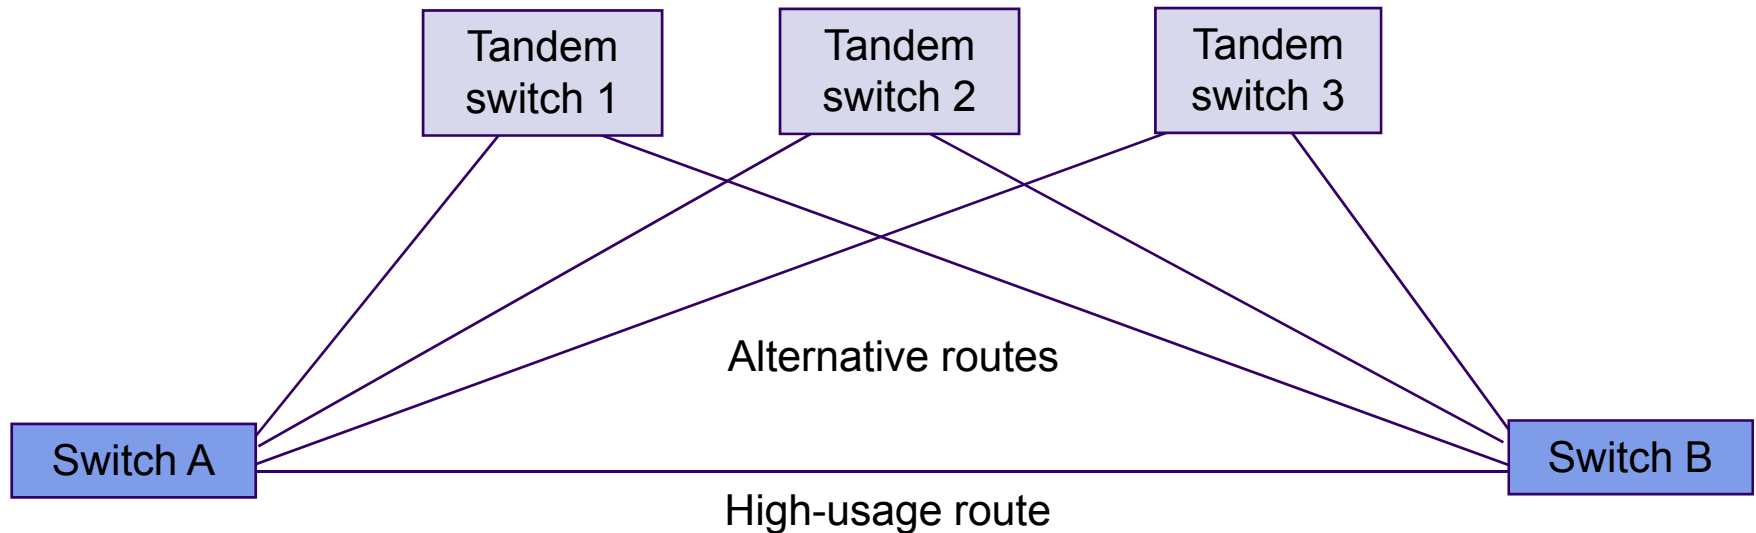 Tandem
switch 1
Tandem
switch 2
Tandem
switch 3
Alternative routes
Switch A
Switch B
High-usage route